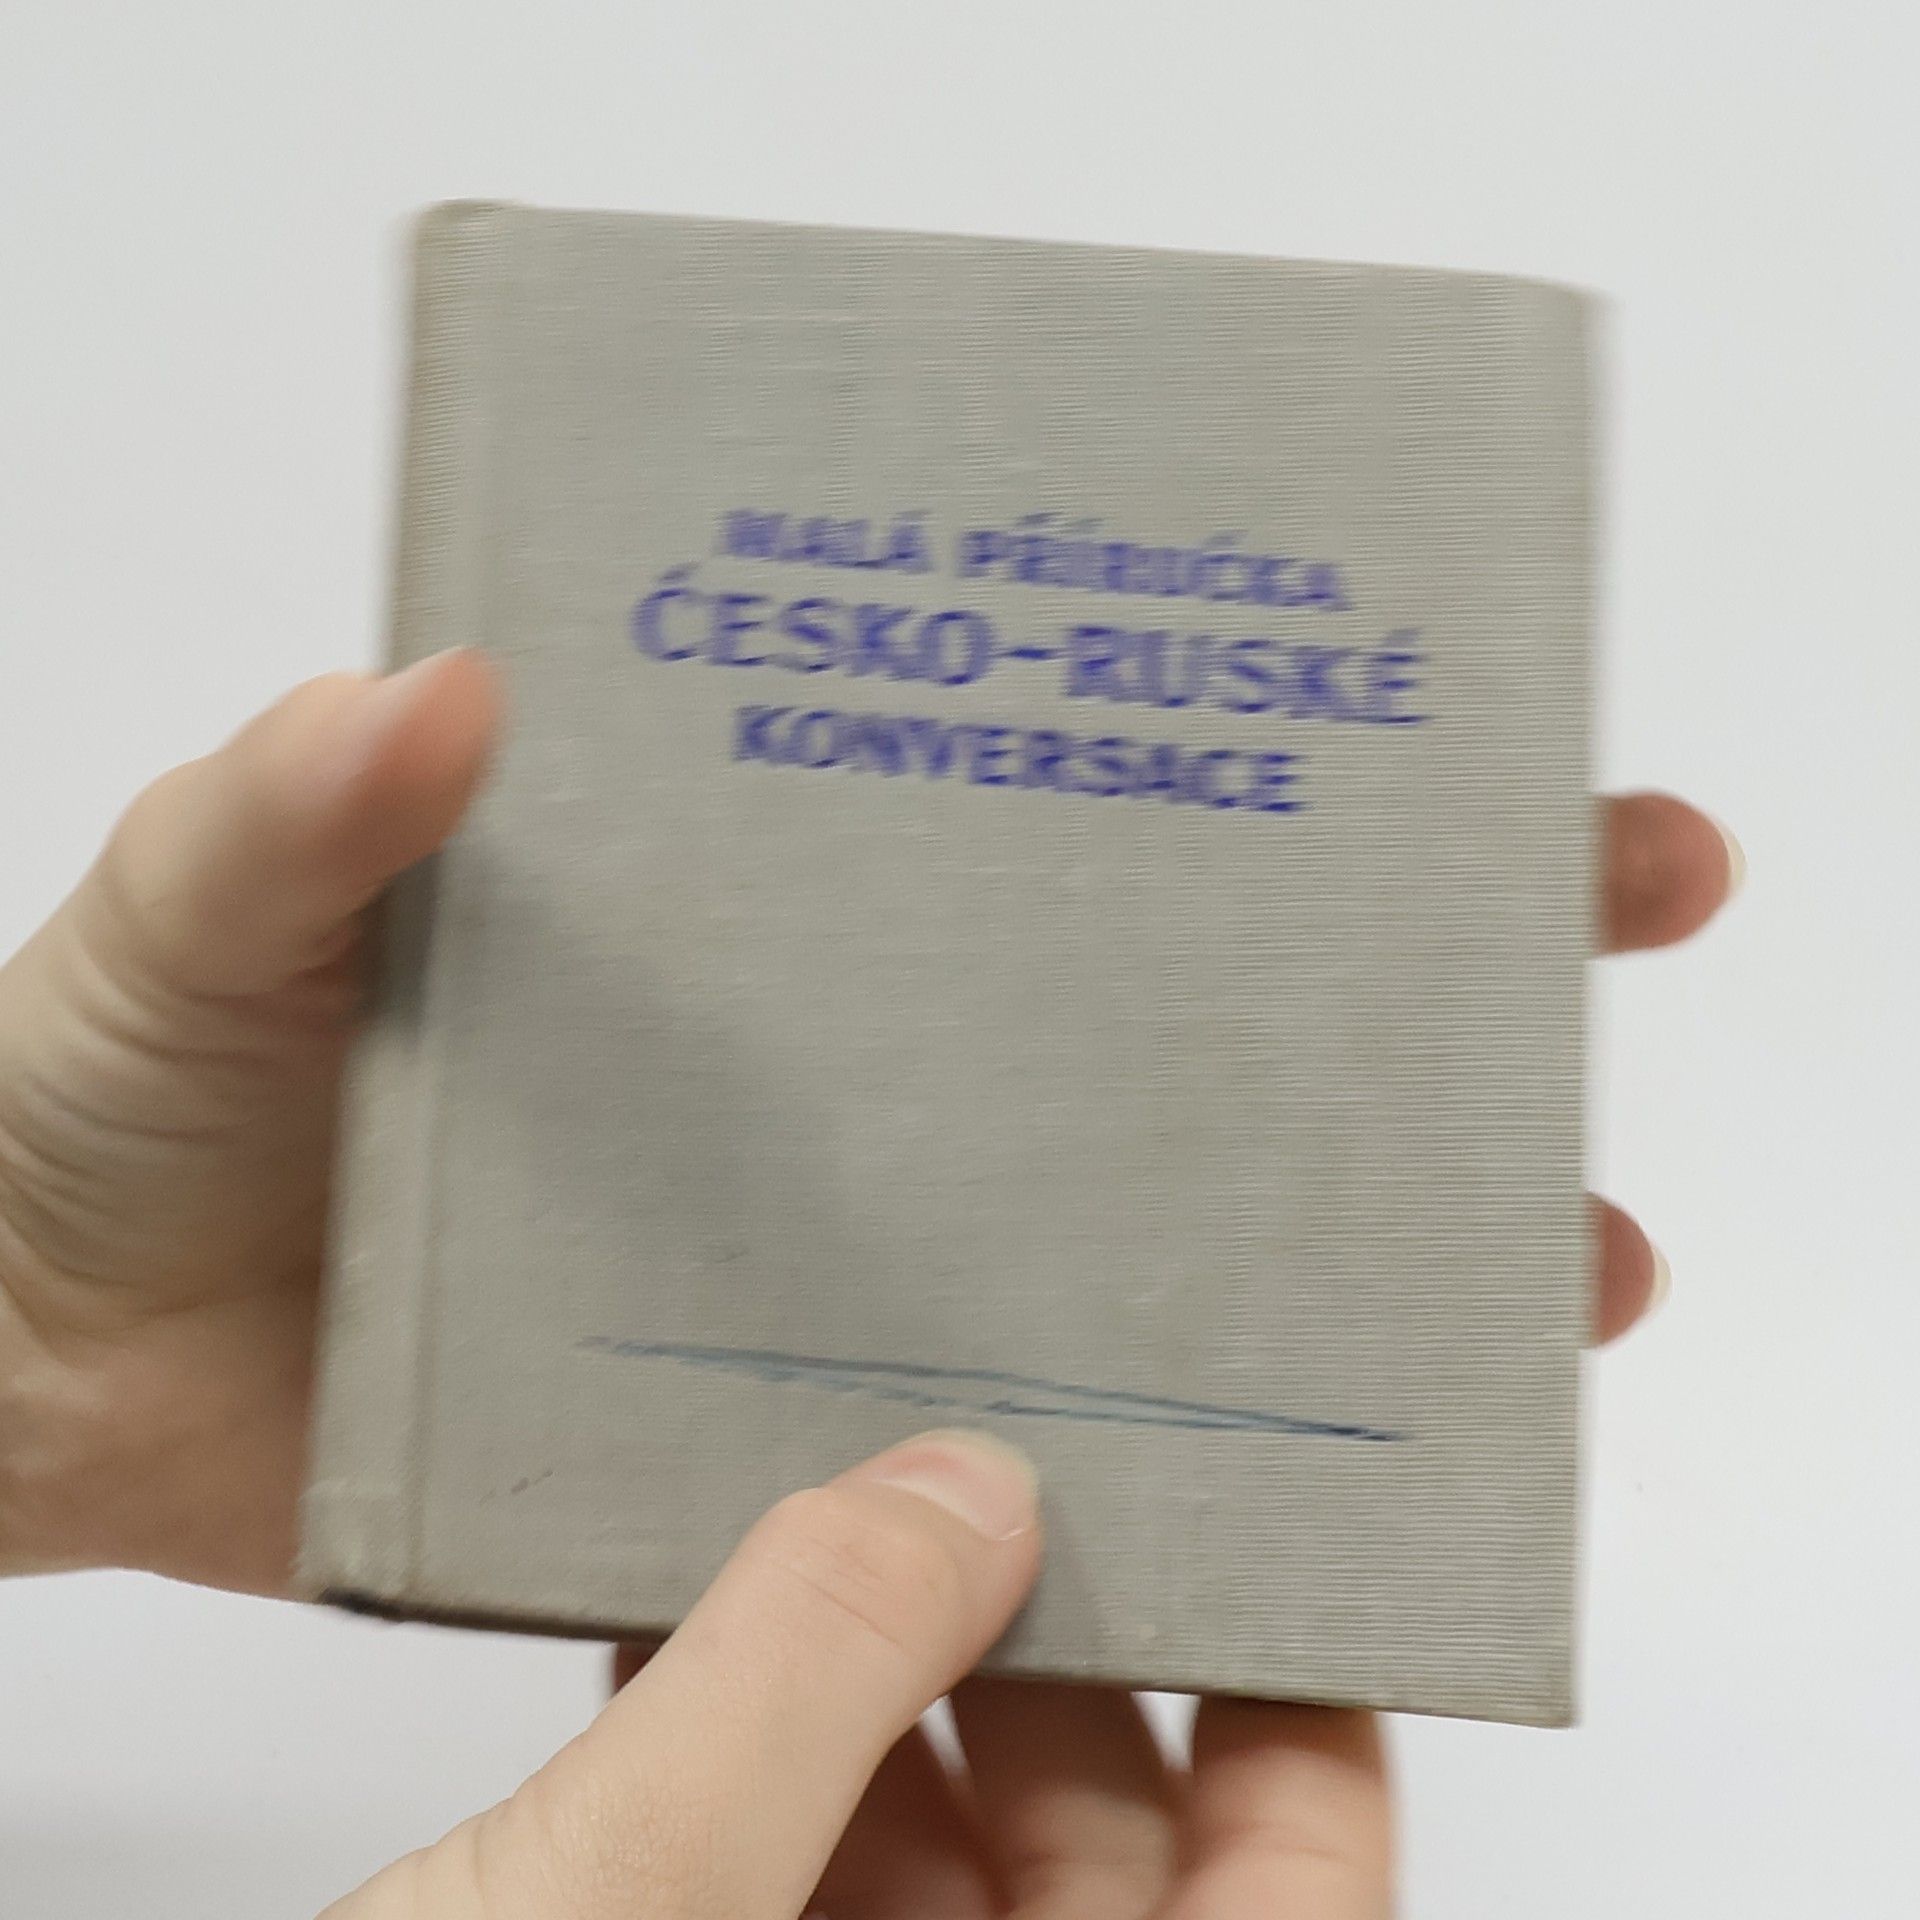 MALÁ PŘÍRUČKA
ČESKO-RUSKÉ
KONVERSACE